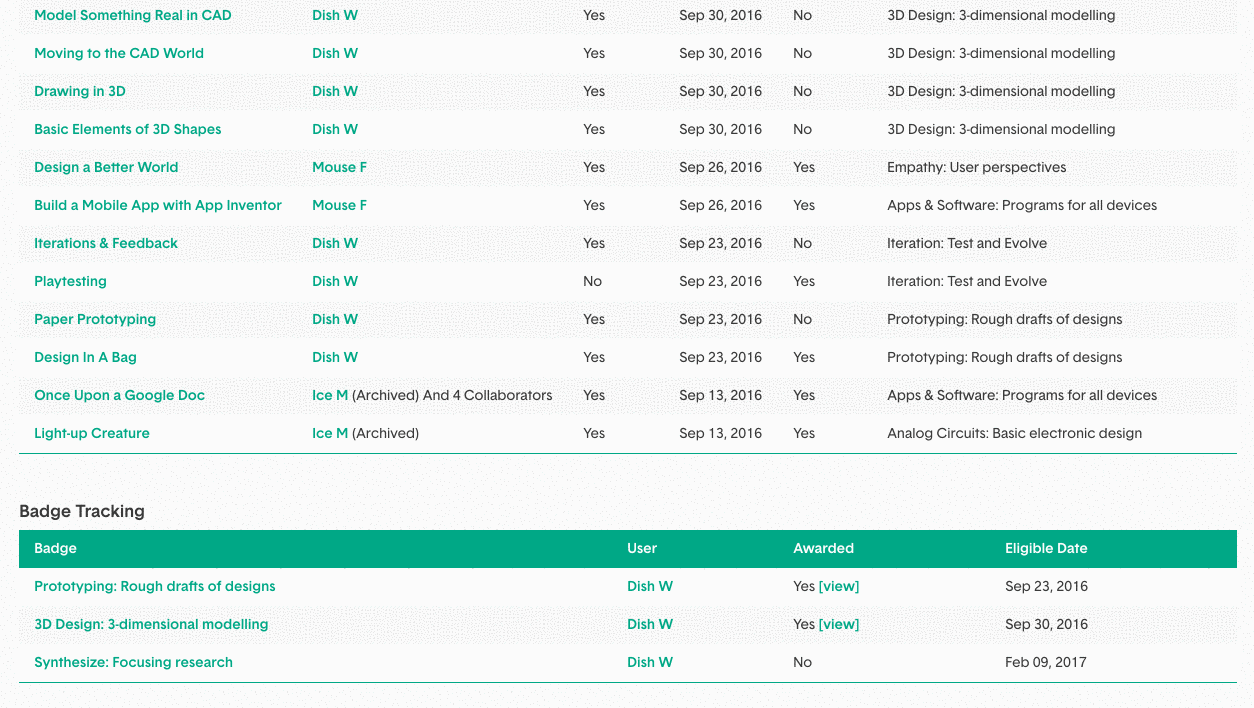 Model Something Real in CAD Dish W Yes Sep 30, 2016 No 3D Design: 3-dimensional modelling
Moving to the CAD World Dish W Yes Sep 30, 2016 No 3D Design: 3-dimensional modelling
Drawing in 3D Dish W Yes Sep 30, 2016 No 3D Design: 3-dimensional modelling
Basic Elements of 3D Shapes Dish W Yes Sep 30, 2016 No 3D Design: 3-dimensional modelling
Design a Better World Mouse F Yes Sep 26, 2016 Yes Empathy: User perspectives
Build a Mobile App with App Inventor Mouse F Yes Sep 26, 2016 Yes Apps & Software: Programs for all devices
Iterations & Feedback Dish W Yes Sep 23, 2016 No Iteration: Test and Evolve
Playtesting Dish W No Sep 23, 2016 Yes Iteration: Test and Evolve
Paper Prototyping Dish W Yes Sep 23, 2016 No Prototyping: Rough drafts of designs
Design In A Bag Dish W Yes Sep 23, 2016 Yes Prototyping: Rough drafts of designs
Once Upon a Google Doc Ice M (Archived) And 4 Collaborators Yes Sep 13, 2016 Yes Apps & Software: Programs for all devices
Light-up Creature Ice M (Archived) Yes Sep 13, 2016 Yes Analog Circuits: Basic electronic design
Badge Tracking
Badge User Awarded Eligible Date
Prototyping: Rough drafts of designs Dish W Yes [view] Sep 23, 2016
3D Design: 3-dimensional modelling Dish W Yes [view] Sep 30, 2016
Synthesize: Focusing research Dish W No Feb 09, 2017